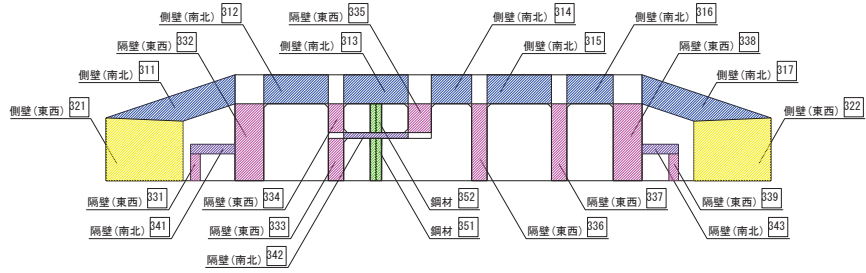 側壁(南北) 312
隔壁(東西) 335
側壁(南北) 314
側壁(南北) 316
隔壁(東西) 332
側壁(南北) 313
側壁(南北) 315
隔壁(東西) 338
側壁(南北) 311
側壁(南北) 317
側壁(東西) 321
側壁(東西) 322
隔壁(東西) 331
隔壁(東西) 334
鋼材 352
隔壁(東西) 337
隔壁(東西) 339
隔壁(南北) 341
隔壁(東西) 333
鋼材 351
隔壁(東西) 336
隔壁(南北) 343
隔壁(南北) 342